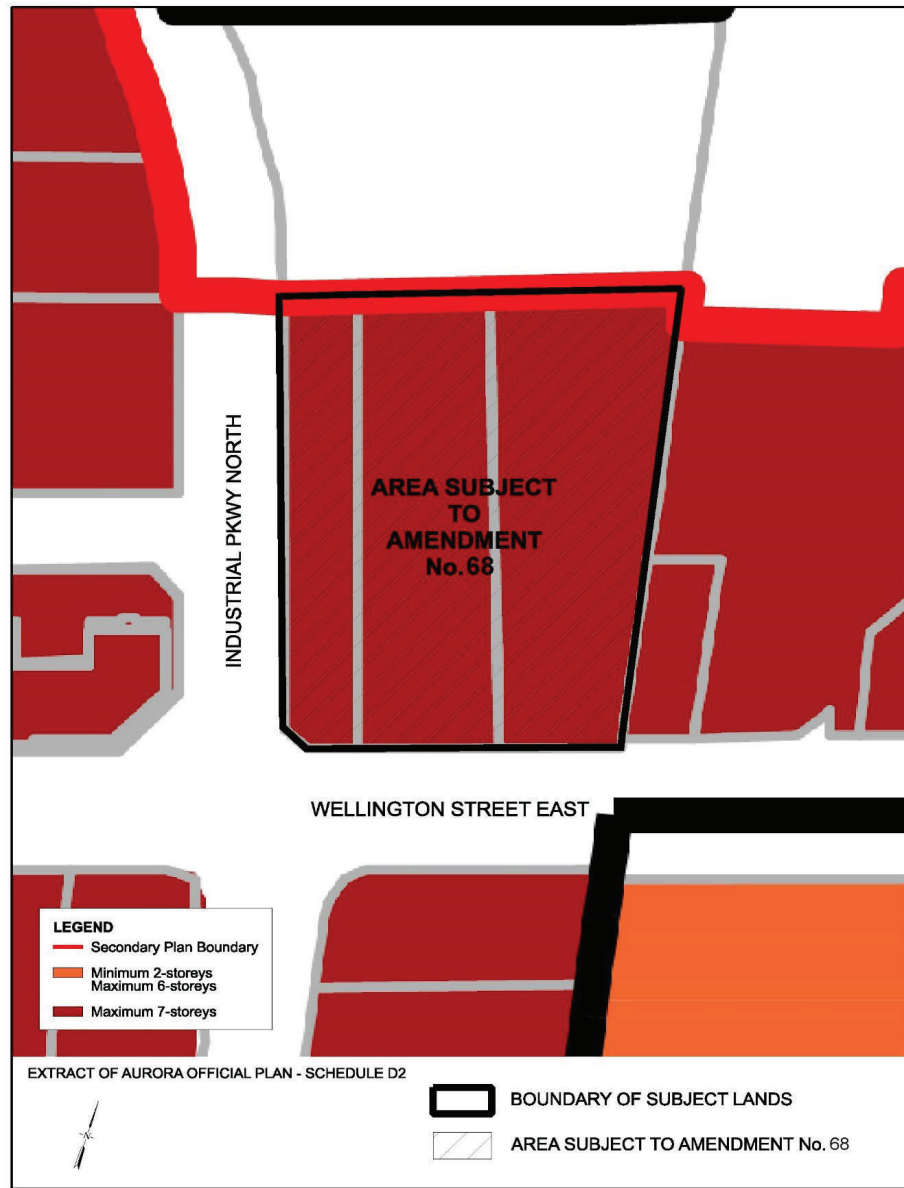 AREA SUBJECT
TO
AMENDMENT
No. 68
INDUSTRIAL PKWY NORTH
WELLINGTON STREET EAST
LEGEND
Secondary Plan Boundary
Minimum 2-storeys
Maximum 6-storeys
Maximum 7-storeys
EXTRACT OF AURORA OFFICIAL PLAN - SCHEDULE D2
N
BOUNDARY OF SUBJECT LANDS
AREA SUBJECT TO AMENDMENT No. 68